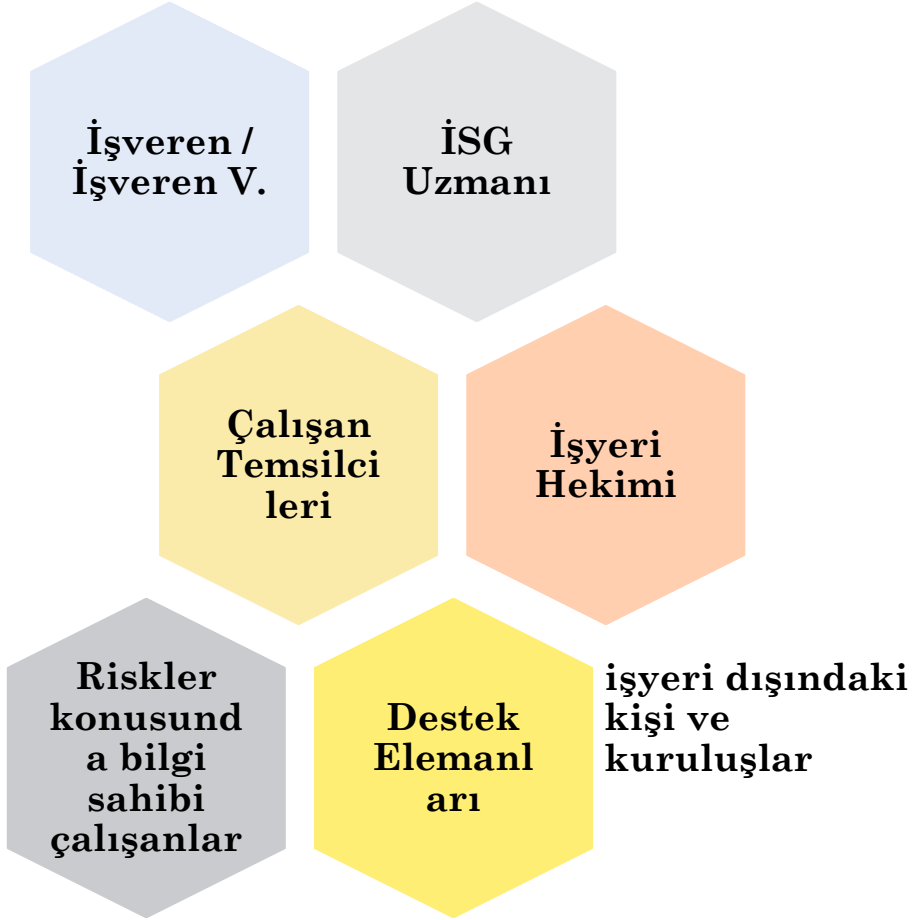 İşveren /
İşveren V.
İSG
Uzmanı
Çalışan
Temsilci
leri
İşyeri
Hekimi
Riskler
konusund
a bilgi
sahibi
çalışanlar
Destek
Elemanl
arı
işyeri dışındaki
kişi ve
kuruluşlar